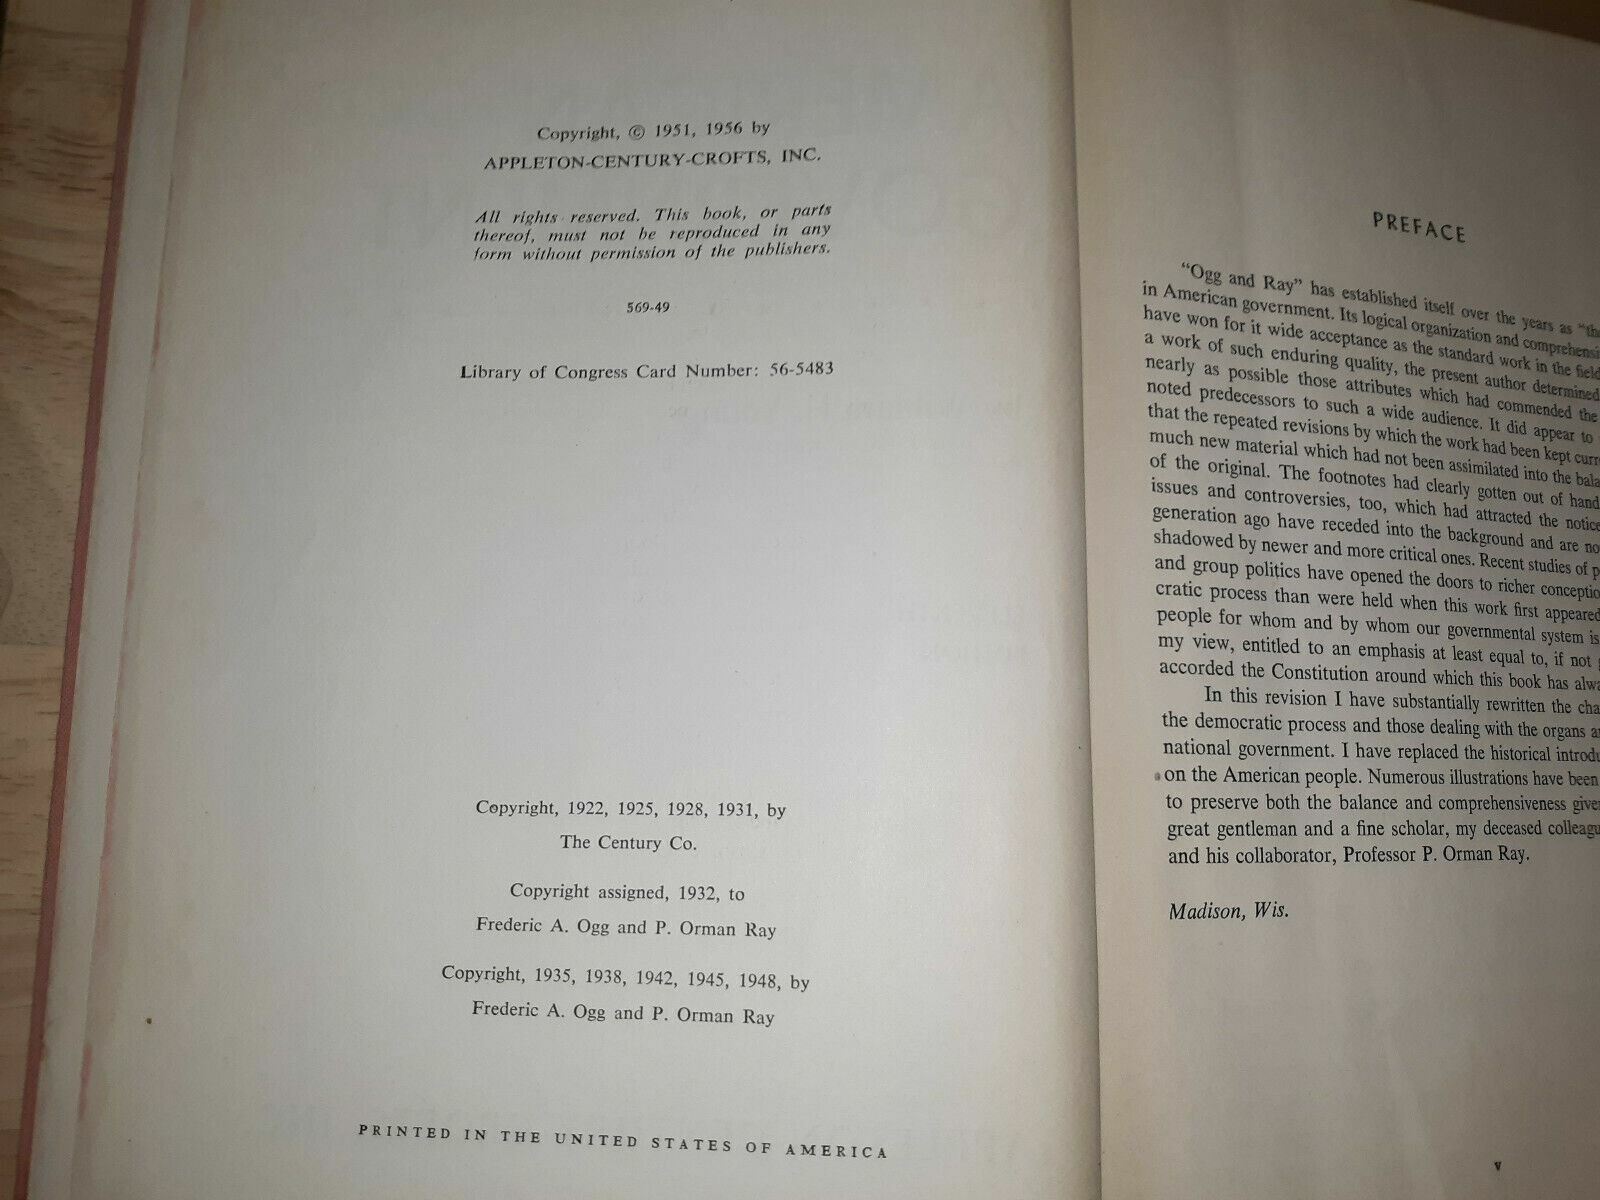 Copyright, © 1951, 1956 by
APPLETON-CENTURY-CROFTS, INC.
All rights reserved. This book, or parts
thereof, must not be reproduced in any
form without permission of the publishers.
569-49
Library of Congress Card Number: 56-5483
Copyright, 1922, 1925, 1928, 1931, by
The Century Co.
Copyright assigned, 1932, to
Frederic A. Ogg and P. Orman Ray
Copyright, 1935, 1938, 1942, 1945, 1948, by
Frederic A. Ogg and P. Orman Ray
PRINTED IN THE UNITED STATES OF AMERICA
PREFACE
"Ogg and Ray" has established itself over the years as "the
in American government. Its logical organization and comprehensi
have won for it wide acceptance as the standard work in the field
a work of such enduring quality, the present author determined
nearly as possible those attributes which had commended the
noted predecessors to such a wide audience. It did appear to
that the repeated revisions by which the work had been kept curr
much new material which had not been assimilated into the bala
of the original. The footnotes had clearly gotten out of hand
issues and controversies, too, which had attracted the notice
generation ago have receded into the background and are no
shadowed by newer and more critical ones. Recent studies of p
and group politics have opened the doors to richer conceptio
cratic process than were held when this work first appeared
people for whom and by whom our governmental system is
my view, entitled to an emphasis at least equal to, if not
accorded the Constitution around which this book has alwa
In this revision I have substantially rewritten the cha
the democratic process and those dealing with the organs a
national government. I have replaced the historical introdu
on the American people. Numerous illustrations have been
to preserve both the balance and comprehensiveness give
great gentleman and a fine scholar, my deceased colleagu
and his collaborator, Professor P. Orman Ray.
Madison, Wis.
v